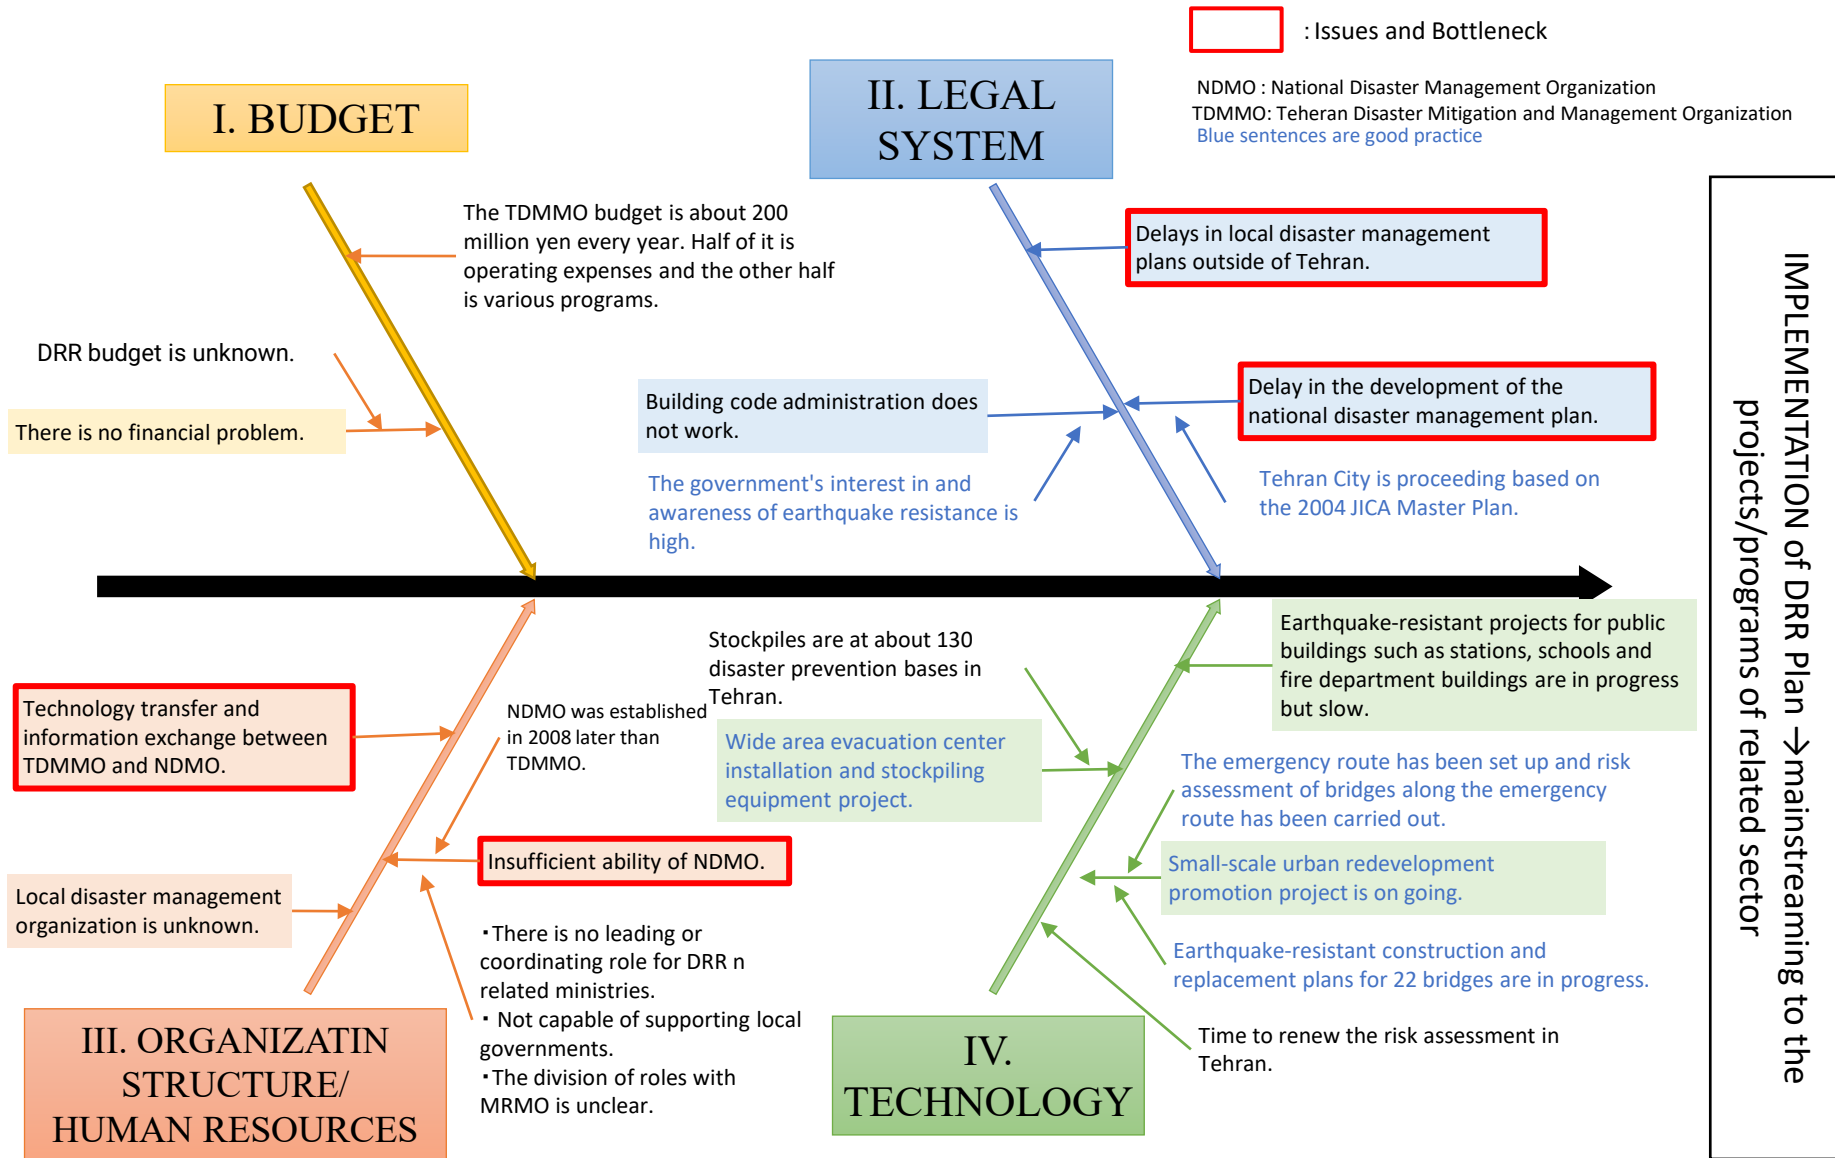 : Issues and Bottleneck
NDMO : National Disaster Management Organization
TDMMO: Teheran Disaster Mitigation and Management Organization
Blue sentences are good practice
I. BUDGET
II. LEGAL
SYSTEM
The TDMMO budget is about 200
million yen every year. Half of it is
operating expenses and the other half
is various programs.
DRR budget is unknown.
There is no financial problem.
Delays in local disaster management
plans outside of Tehran.
Building code administration does
not work.
Delay in the development of the
national disaster management plan.
The government's interest in and
awareness of earthquake resistance is
high.
Tehran City is proceeding based on
the 2004 JICA Master Plan.
IMPLEMENTATION of DRR Plan →mainstreaming to the
projects/programs of related sector
Technology transfer and
information exchange between
TDMMO and NDMO.
NDMO was established
in 2008 later than
TDMMO.
Insufficient ability of NDMO.
Local disaster management
organization is unknown.
・There is no leading or
coordinating role for DRR n
related ministries.
・ Not capable of supporting local
governments.
・The division of roles with
MRMO is unclear.
III. ORGANIZATIN
STRUCTURE/
HUMAN RESOURCES
Stockpiles are at about 130
disaster prevention bases in
Tehran.
Wide area evacuation center
installation and stockpiling
equipment project.
Earthquake-resistant projects for public
buildings such as stations, schools and
fire department buildings are in progress
but slow.
The emergency route has been set up and risk
assessment of bridges along the emergency
route has been carried out.
Small-scale urban redevelopment
promotion project is on going.
Earthquake-resistant construction and
replacement plans for 22 bridges are in progress.
Time to renew the risk assessment in
Tehran.
IV.
TECHNOLOGY